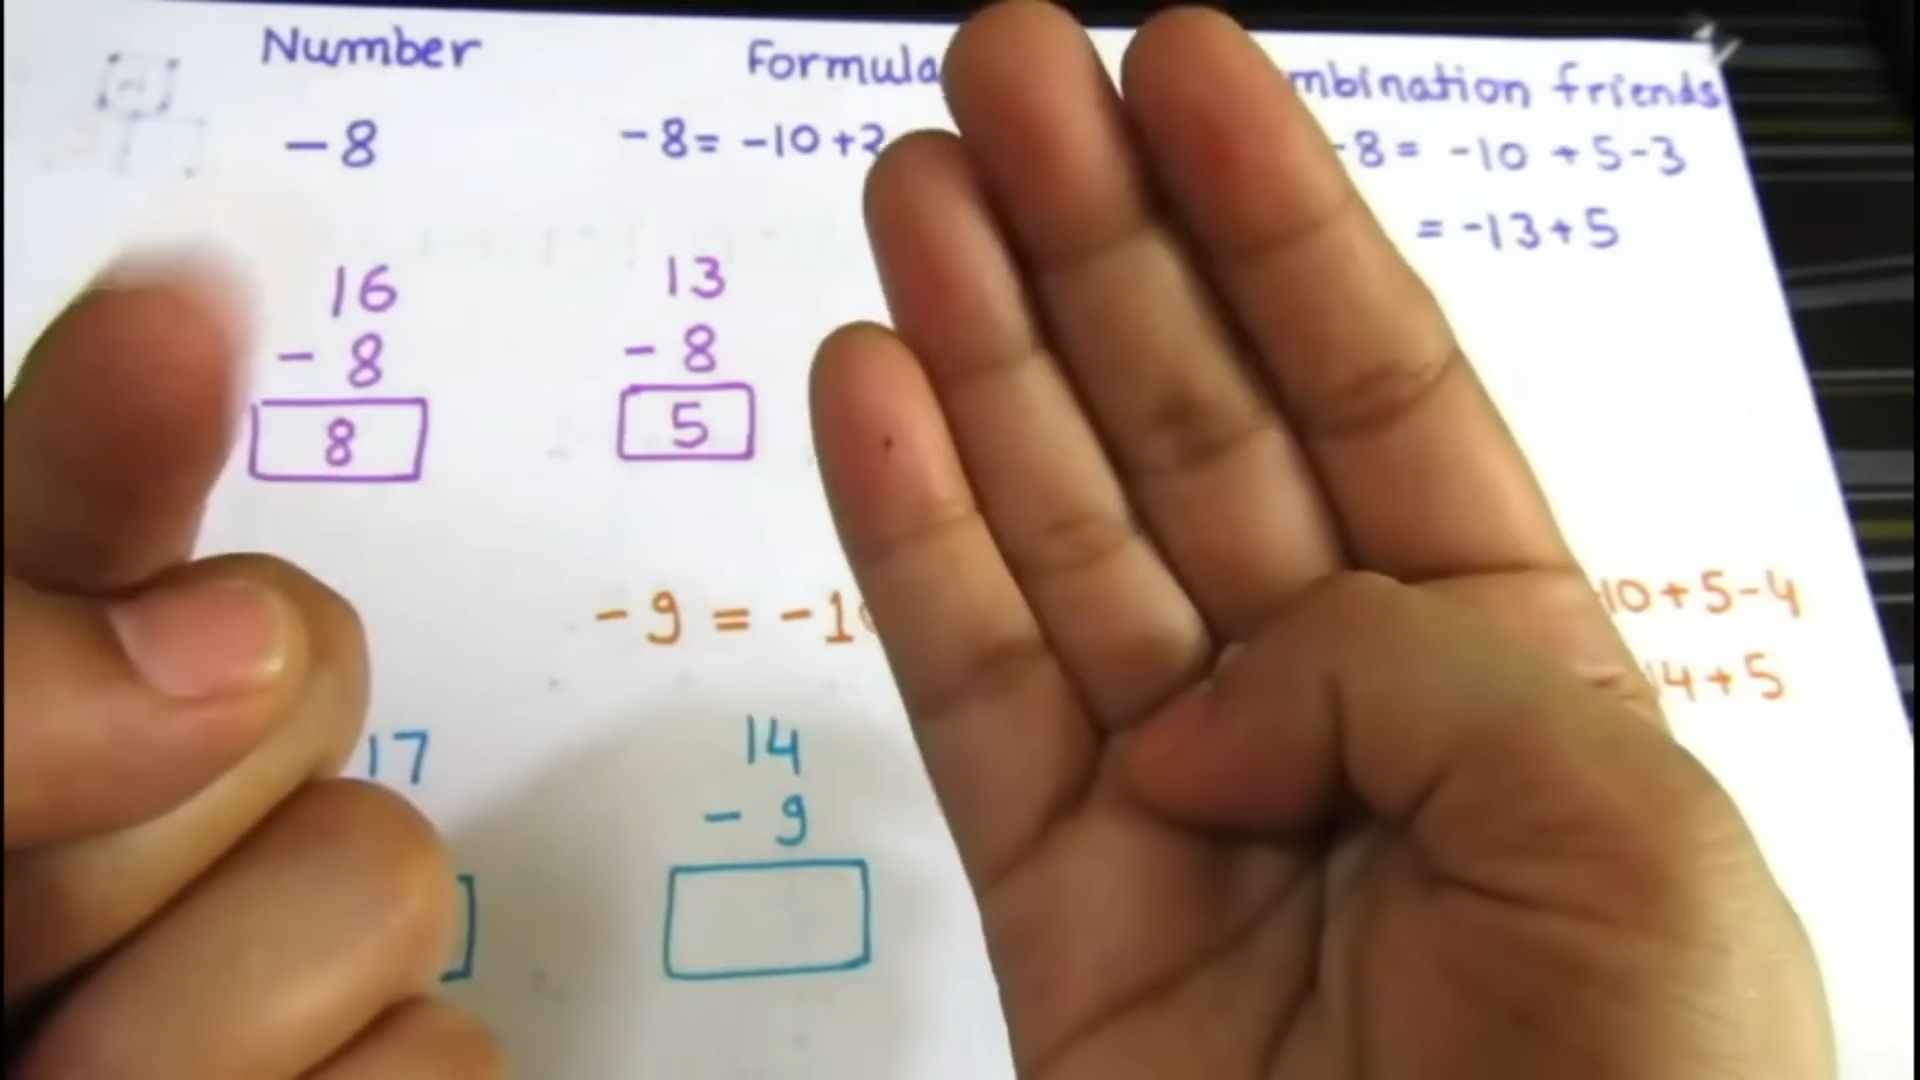 Number Formula mbination friends
-8 -8= -10+2 -8= -10 +5-3
= -13+5
16 13
- 8 - 8
8 5
-9 = -1 10+5-4
14+5
17 14
- 9